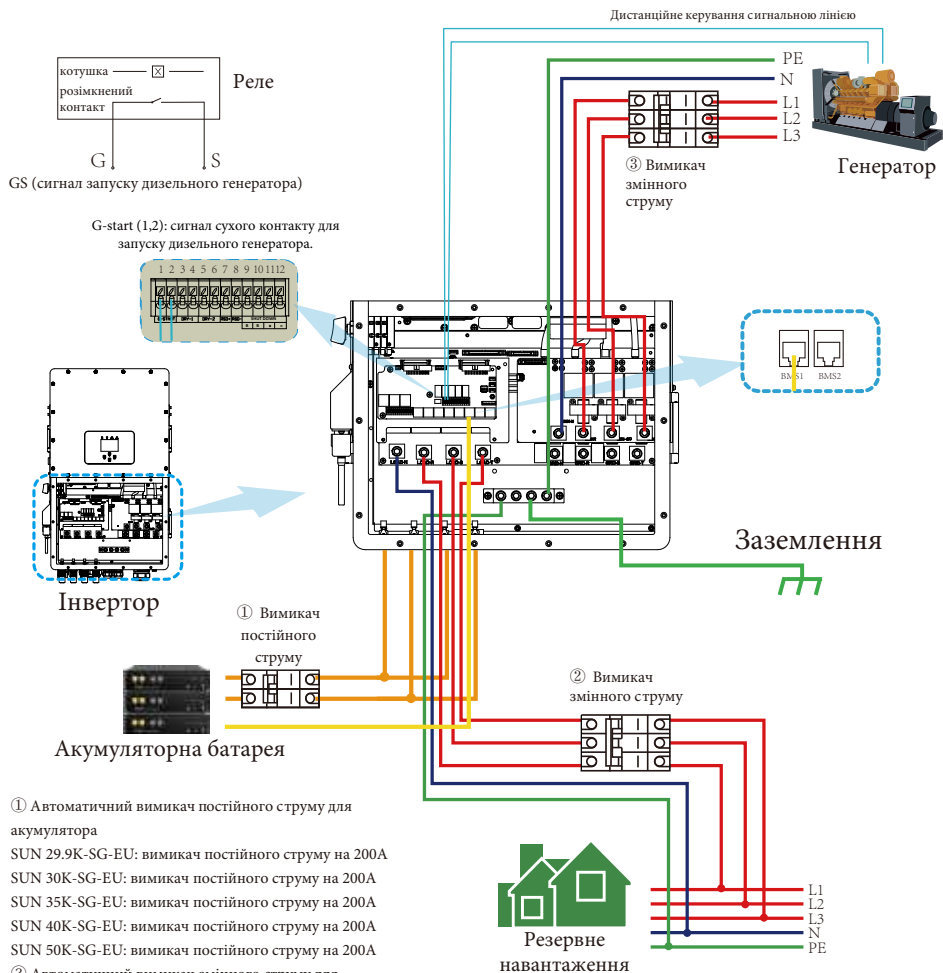 Дистанційне керування сигнальною лінією
PE
N
L1
L2
L3
Генератор
③ Вимикач
змінного
струму
котушка
розімкнений
контакт
Реле
G S
GS (сигнал запуску дизельного генератора)
G-start (1,2): сигнал сухого контакту для
запуску дизельного генератора.
1 2 3 4 5 6 7 8 9 10 11 12
BMS1 BMS2
Інвертор
Заземлення
① Вимикач
постійного
струму
Акумуляторна батарея
② Вимикач
змінного струму
① Автоматичний вимикач постійного струму для
акумулятора
SUN 29.9K-SG-EU: вимикач постійного струму на 200A
SUN 30K-SG-EU: вимикач постійного струму на 200A
SUN 35K-SG-EU: вимикач постійного струму на 200A
SUN 40K-SG-EU: вимикач постійного струму на 200A
SUN 50K-SG-EU: вимикач постійного струму на 200A
Резервне
навантаження
L1
L2
L3
N
PE